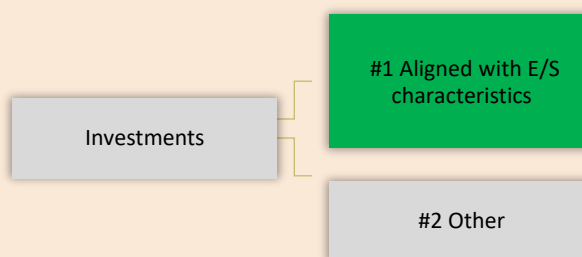 #1 Aligned with E/S
characteristics
Investments
#2 Other